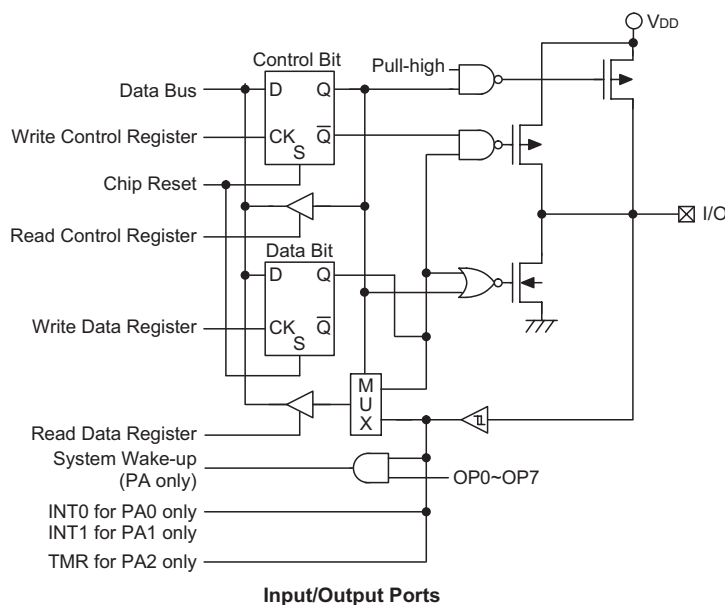 VDD
Control Bit
Pull-high
Data Bus
D Q
Write Control Register
CK Q
S
Chip Reset
I/O
Read Control Register
Data Bit
D Q
Write Data Register
CK Q
S
M
U
X
Read Data Register
System Wake-up
(PA only)
OP0~OP7
INT0 for PA0 only
INT1 for PA1 only
TMR for PA2 only
Input/Output Ports